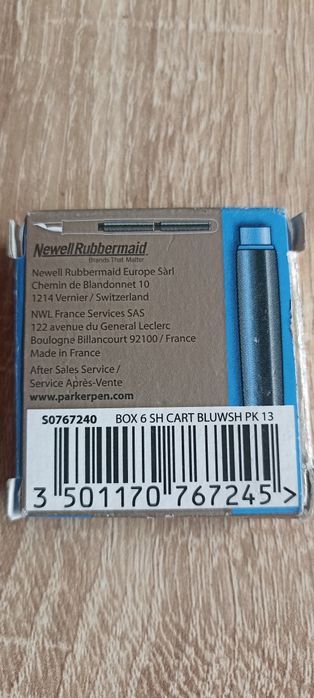 NewellRubbermaid
Brands That Matter
Newell Rubbermaid Europe Sàrl
Chemin de Blandonnet 10
1214 Vernier / Switzerland
NWL France Services SAS
122 avenue du General Leclerc
Boulogne Billancourt 92100 / France
Made in France
After Sales Service /
Service Après-Vente
www.parkerpen.com
S0767240 BOX 6 SH CART BLUWSH PK 13
3 501170 767245 >